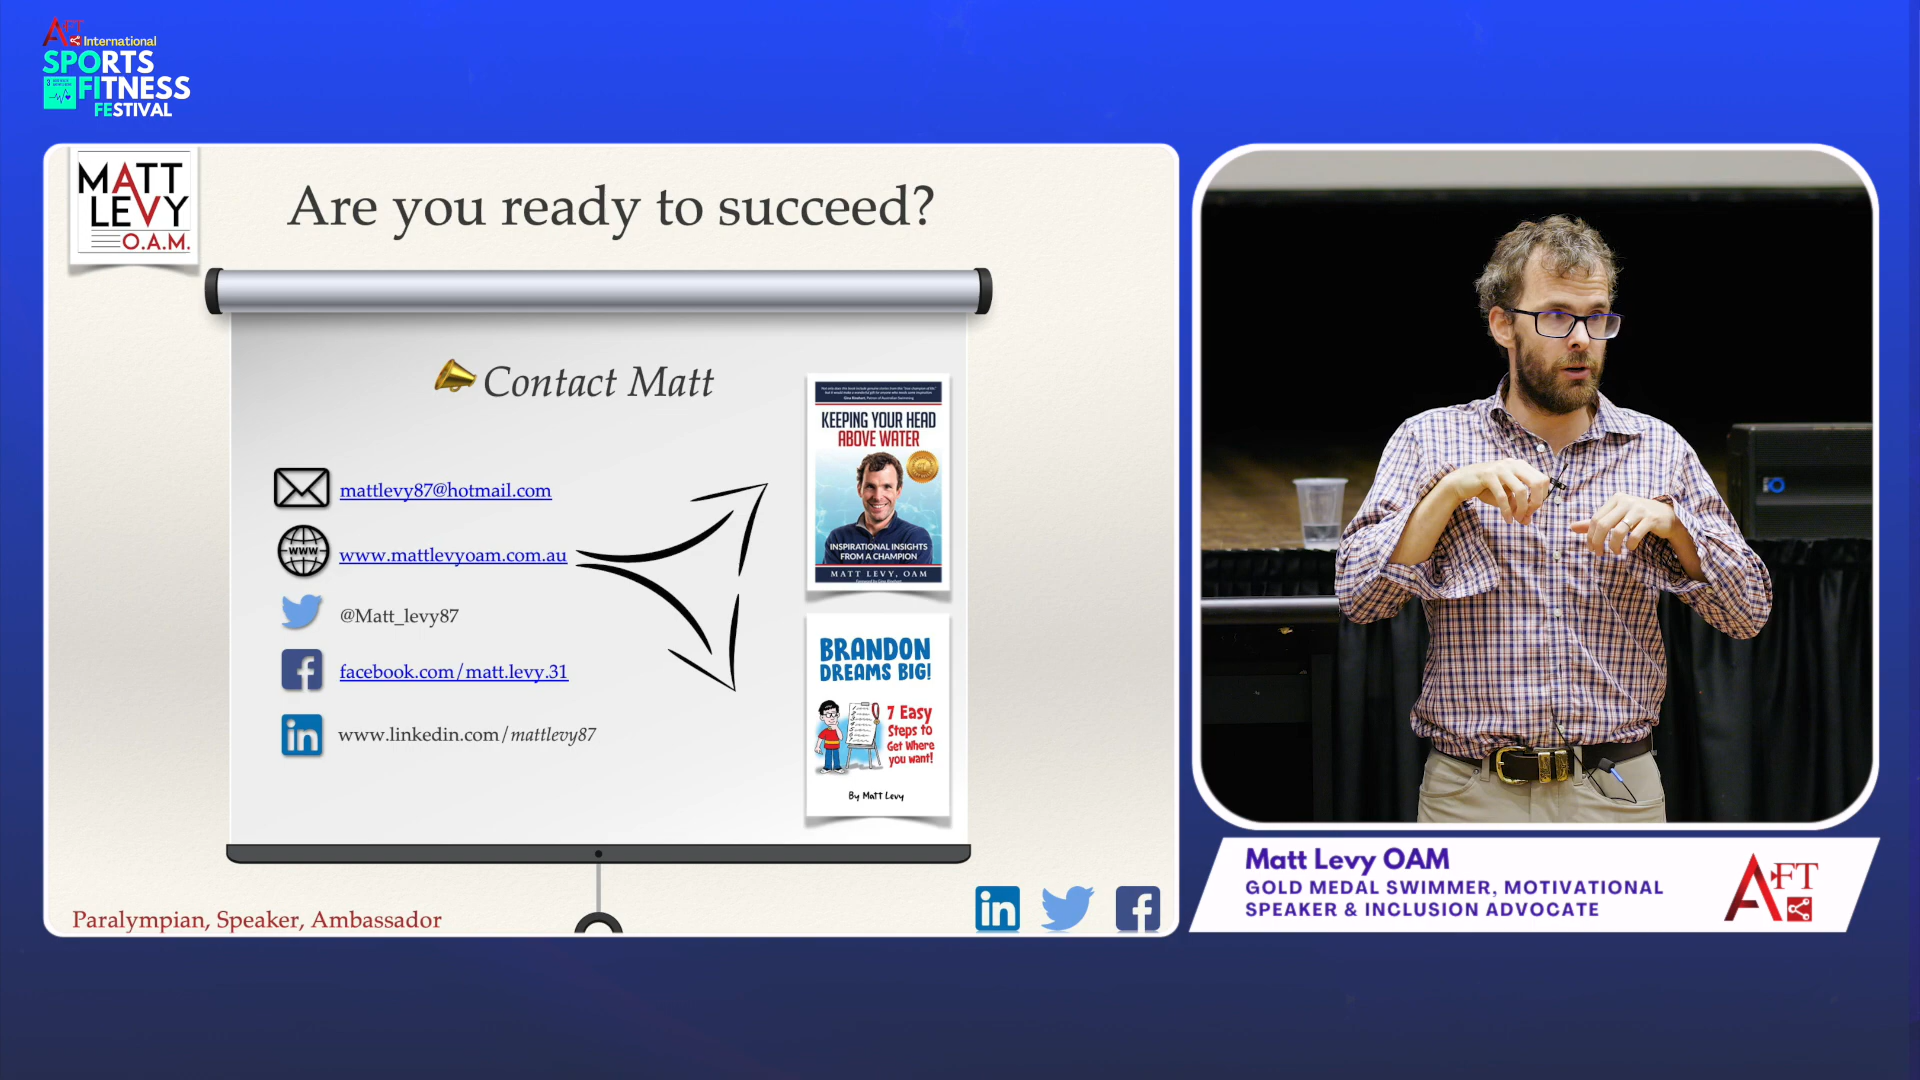 AFT International
SPORTS
FITNESS
FESTIVAL
MATT
LEVY
O.A.M.
Are you ready to succeed?
Contact Matt
mattlevy87@hotmail.com
www.mattlevyoam.com.au
@Matt_levy87
facebook.com/matt.levy.31
www.linkedin.com/mattlevy87
KEEPING YOUR HEAD
ABOVE WATER
INSPIRATIONAL INSIGHTS
FROM A CHAMPION
MATT LEVY, OAM
BRANDON
DREAMS BIG!
7 Easy
Steps to
Get Where
you want!
By Matt Levy
Paralympian, Speaker, Ambassador
Matt Levy OAM
GOLD MEDAL SWIMMER, MOTIVATIONAL
SPEAKER & INCLUSION ADVOCATE
AFT